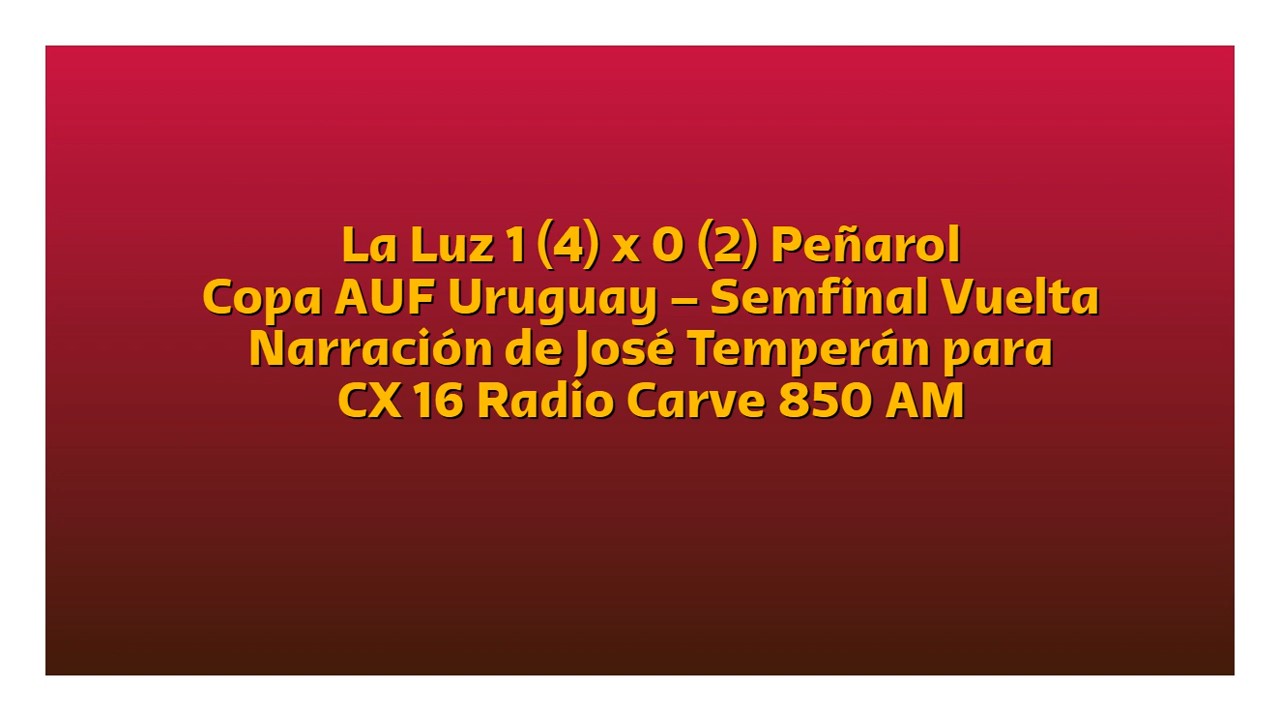 La Luz 1 (4) x 0 (2) Peñarol
Copa AUF Uruguay – Semfinal Vuelta
Narración de José Temperán para
CX 16 Radio Carve 850 AM